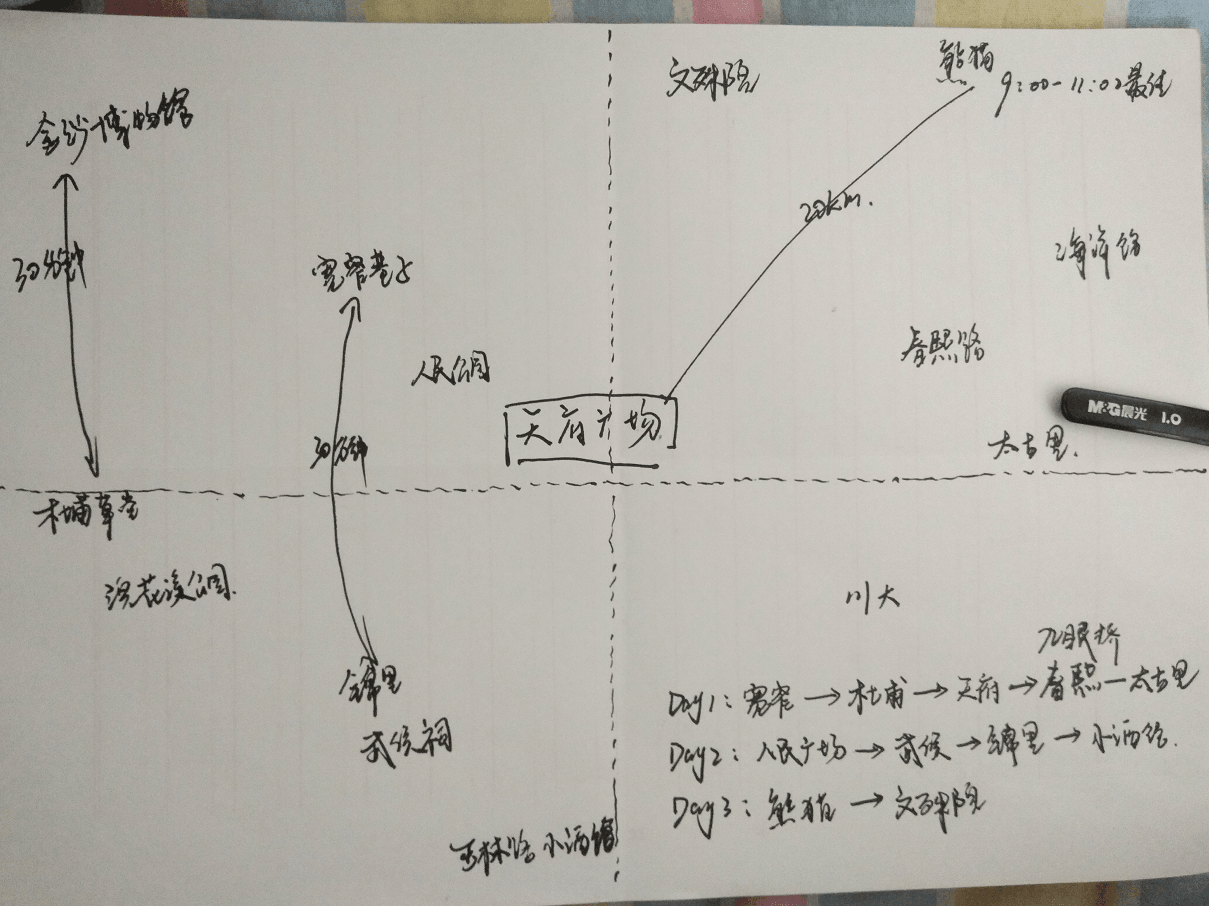 文殊院
熊猫
9:00-11:00最佳
金沙博物馆
20km.
30分钟
海洋馆
宽窄巷子
春熙路
人民公园
天府广场
M&G晨光 1.0
太古里.
30分钟
杜埔草堂
浣花溪公园.
川大
九眼桥
锦里
Day1:宽窄→杜甫→天府→春熙—太古里
武侯祠
Day2:人民广场→武侯→锦里→小酒馆.
Day3:熊猫→文殊院
玉林路 小酒馆